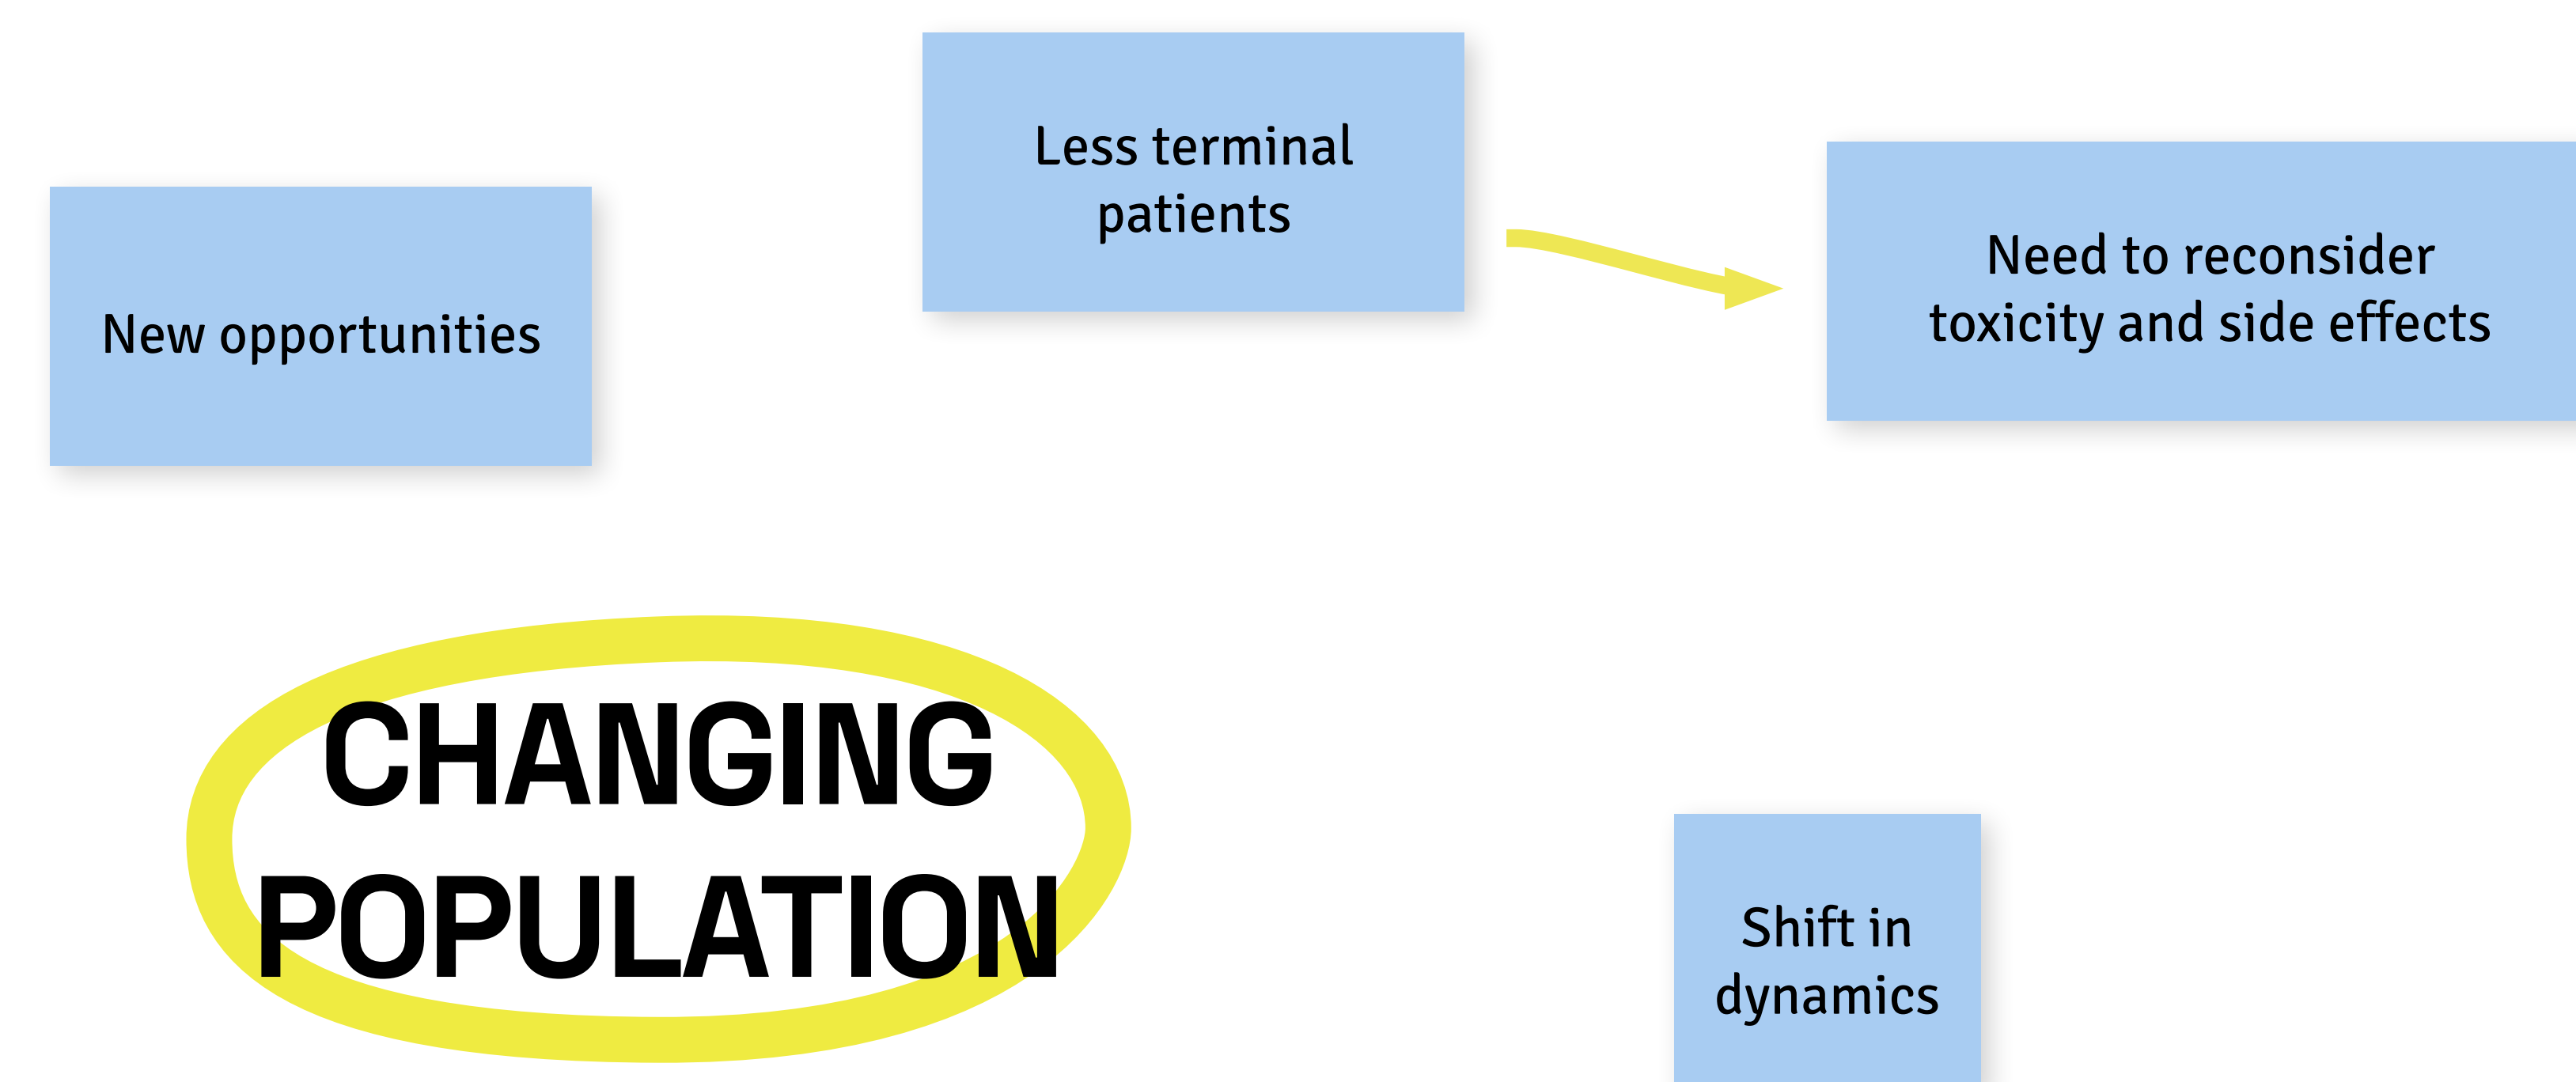 Less terminal
patients
New opportunities
Need to reconsider
toxicity and side effects
CHANGING
POPULATION
Shift in
dynamics